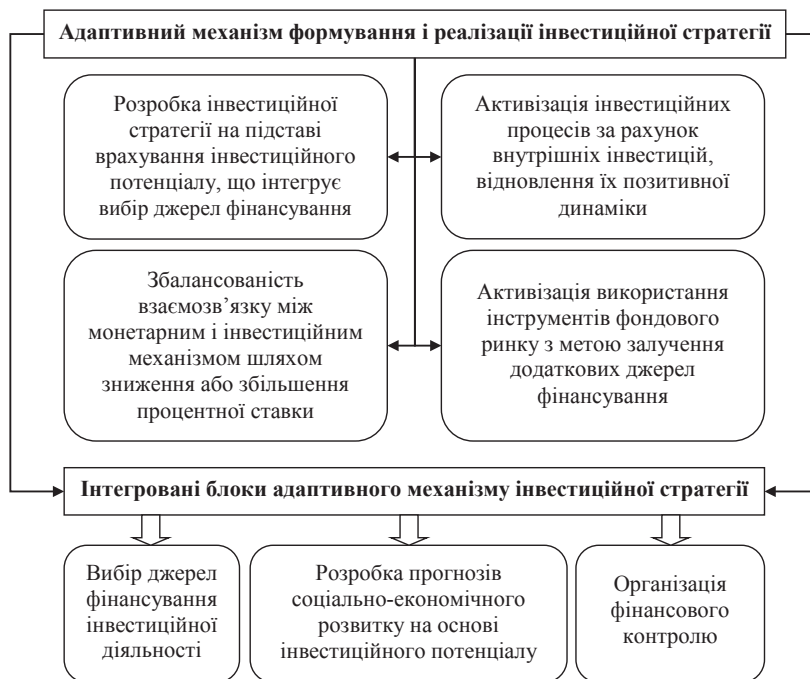 Адаптивний механізм формування і реалізації інвестиційної стратегії
Розробка інвестиційної
стратегії на підставі
врахування інвестиційного
потенціалу, що інтегрує
вибір джерел фінансування
Активізація інвестиційних
процесів за рахунок
внутрішніх інвестицій,
відновлення їх позитивної
динаміки
Збалансованість
взаємозв’язку між
монетарним і інвестиційним
механізмом шляхом
зниження або збільшення
процентної ставки
Активізація використання
інструментів фондового
ринку з метою залучення
додаткових джерел
фінансування
Інтегровані блоки адаптивного механізму інвестиційної стратегії
Вибір джерел
фінансування
інвестиційної
діяльності
Розробка прогнозів
соціально-економічного
розвитку на основі
інвестиційного потенціалу
Організація
фінансового
контролю